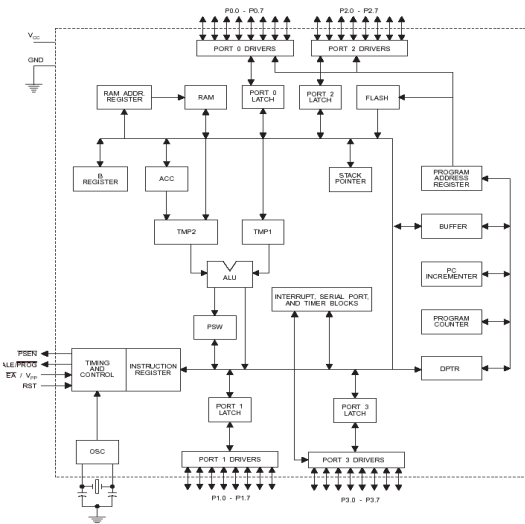 P0.0 - P0.7
P2.0 - P2.7
VCC
GND
PORT 0 DRIVERS
PORT 2 DRIVERS
RAM ADDR.
REGISTER
RAM
PORT 0
LATCH
PORT 2
LATCH
FLASH
B
REGISTER
ACC
STACK
POINTER
PROGRAM
ADDRESS
REGISTER
TMP2
TMP1
BUFFER
ALU
PC
INCREMENTER
INTERRUPT, SERIAL PORT,
AND TIMER BLOCKS
PSW
PROGRAM
COUNTER
PSEN
ALE/PROG
EA / VPP
RST
TIMING
AND
CONTROL
INSTRUCTION
REGISTER
DPTR
PORT 1
LATCH
PORT 3
LATCH
OSC
PORT 1 DRIVERS
PORT 3 DRIVERS
P1.0 - P1.7
P3.0 - P3.7